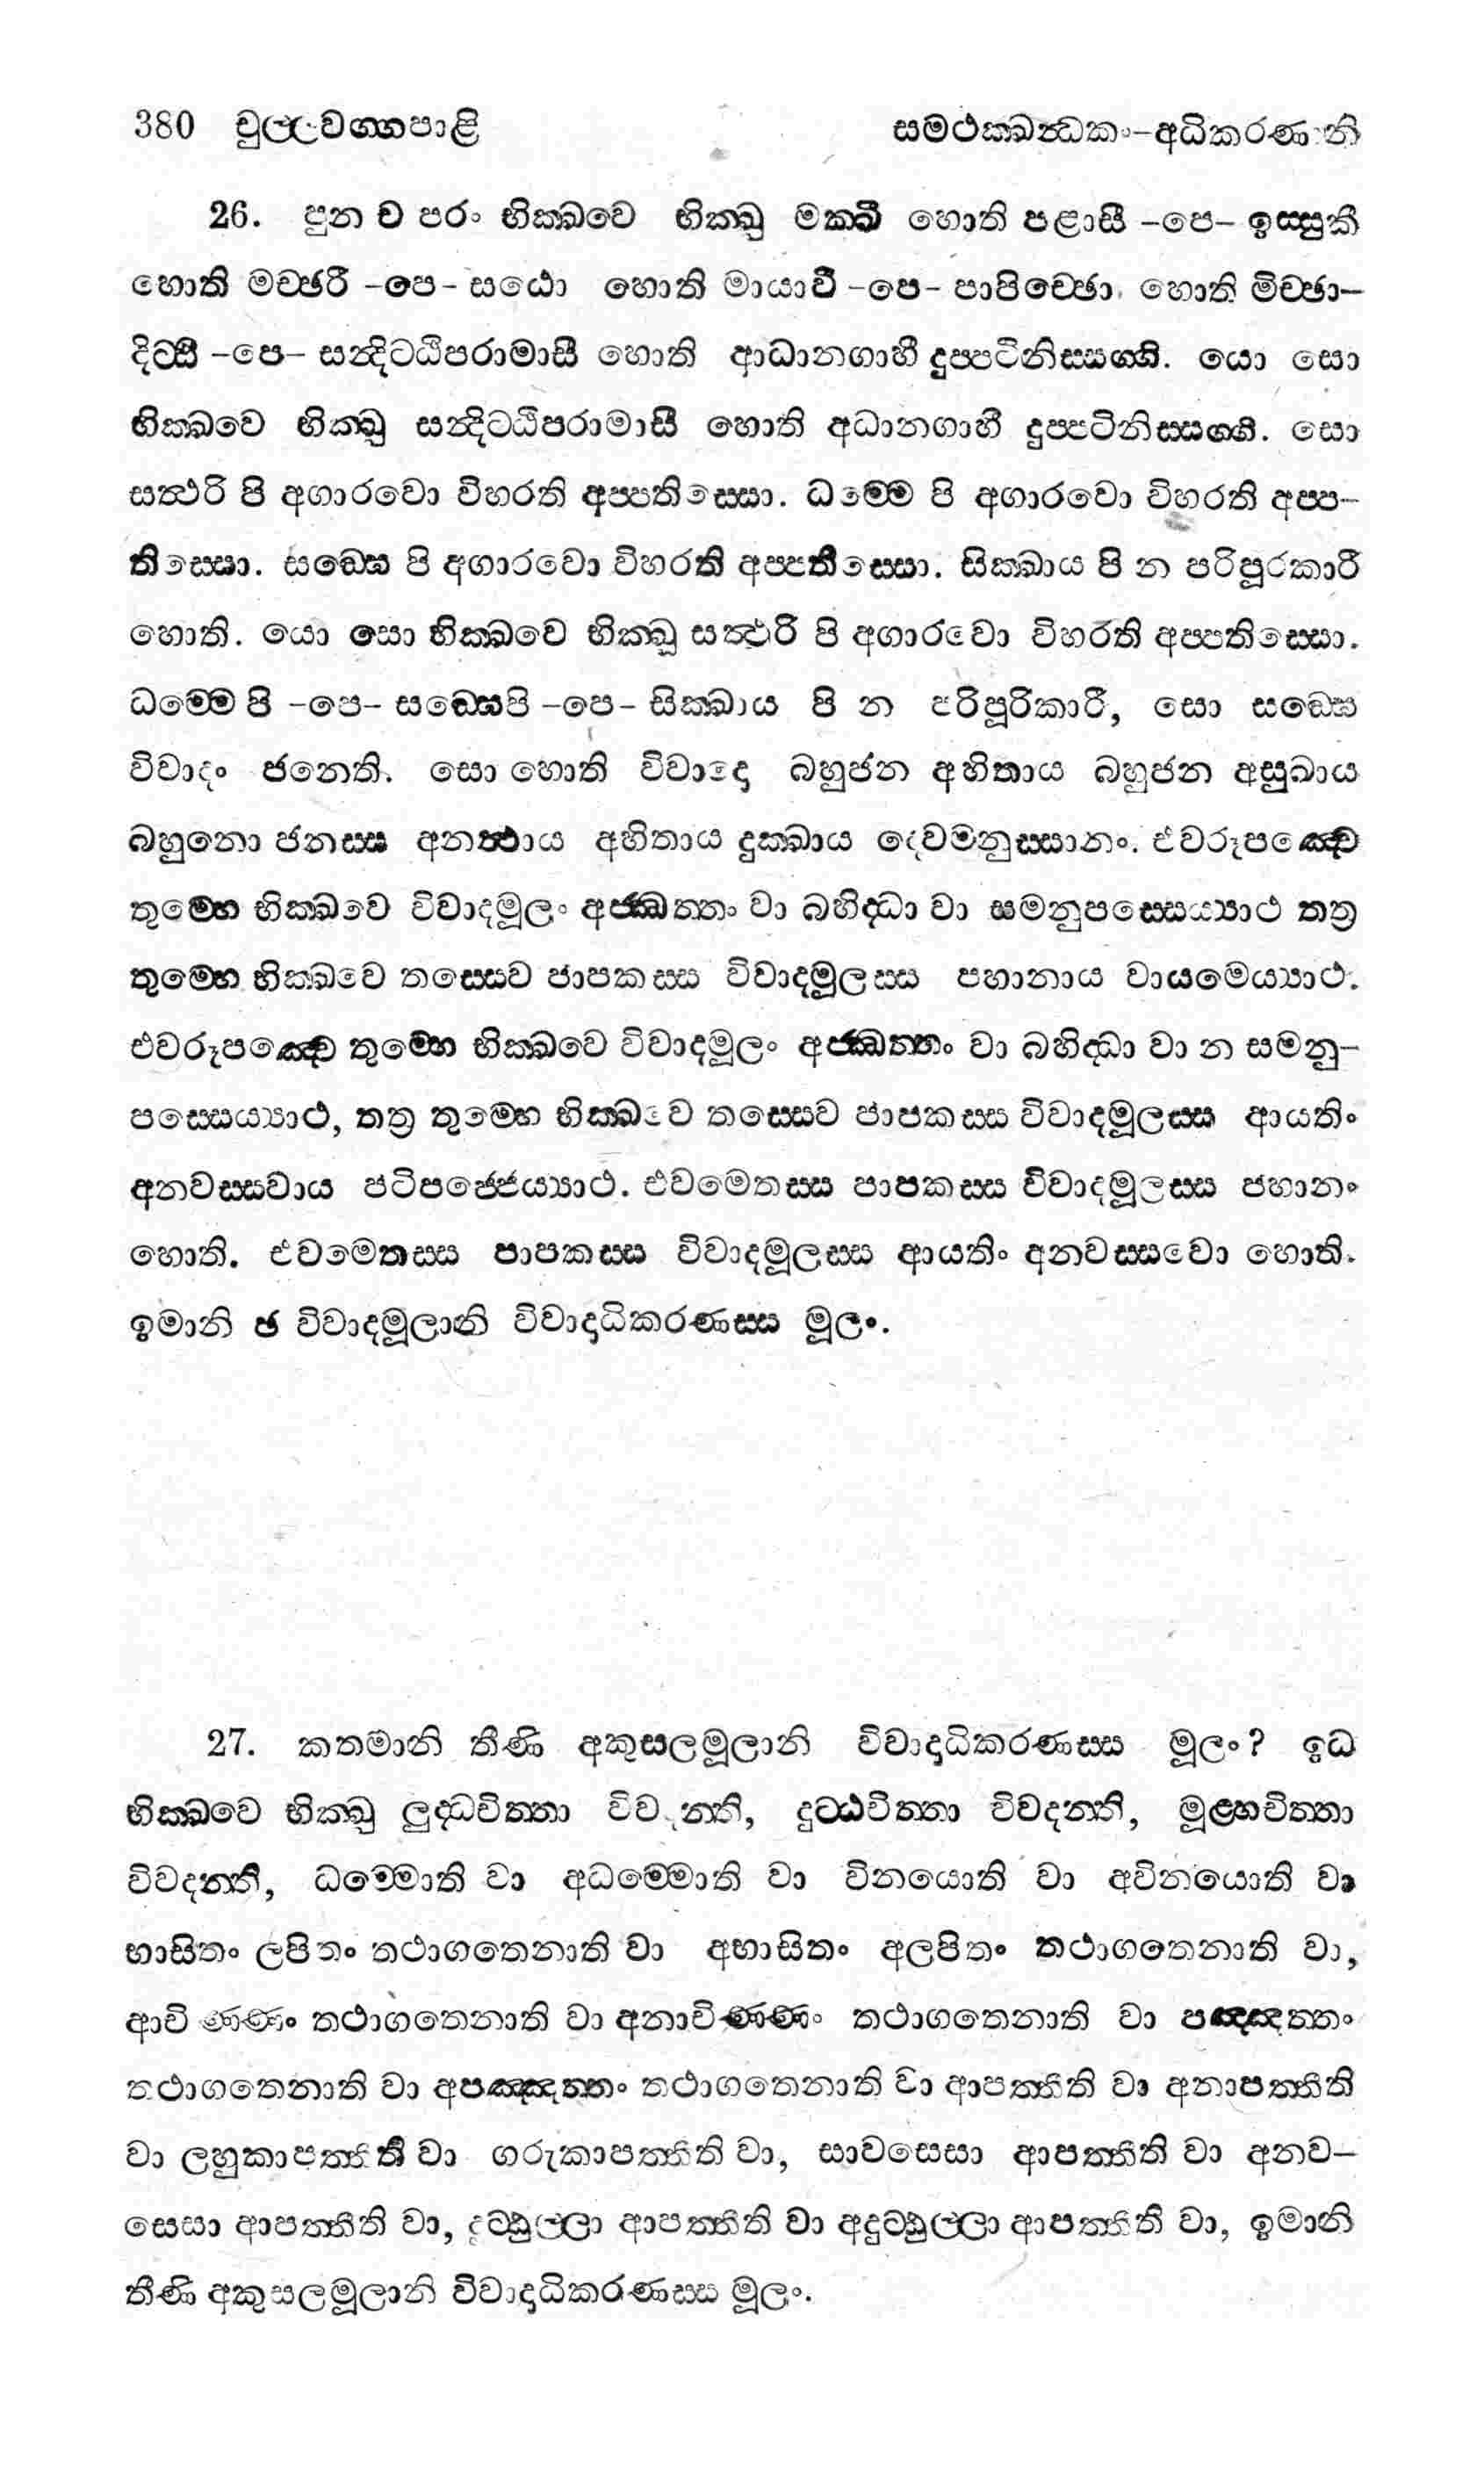 380 චුල්ලවග්ගපාළි සමථක්ඛන්ධකං-අධිකරණානි
26. පුන ච පරං භික්ඛවෙ භික්ඛු මක්ඛී හොති පළාසී -පෙ- ඉස්සුකී
හොති මච්ඡරී -පෙ- සඨො හොති මායාවී -පෙ- පාපිච්ඡො හොති මිච්ඡා-
දිට්ඨී -පෙ- සන්දිට්ඨිපරාමාසී හොති ආධානගාහී දුප්පටිනිස්සග්ගි. යො සො
භික්ඛවෙ භික්ඛු සන්දිට්ඨිපරාමාසී හොති අධානගාහී දුප්පටිනිස්සග්ගි. සො
සත්ථරි පි අගාරවො විහරති අප්පතිස්සො. ධම්මෙ පි අගාරවො විහරති අප්ප-
තිස්සො. සඞ්ඝෙ පි අගාරවො විහරති අප්පතිස්සො. සික්ඛාය පි න පරිපූරකාරී
හොති. යො සො භික්ඛවෙ භික්ඛූ සත්ථරි පි අගාරවො විහරති අප්පතිස්සො.
ධම්මෙ පි -පෙ- සඞ්ඝෙපි -පෙ- සික්ඛාය පි න පරිපූරිකාරී, සො සඞ්ඝෙ
විවාදං ජනෙති. සො හොති විවාදො බහුජන අහිතාය බහුජන අසුඛාය
බහුනො ජනස්ස අනත්ථාය අහිතාය දුක්ඛාය දෙවමනුස්සානං. එවරූපඤ්චෙ
තුම්හෙ භික්ඛවෙ විවාදමූලං අජ්ඣත්තං වා බහිද්ධා වා සමනුපස්සෙය්‍යාථ තත්‍ර
තුම්හෙ භික්ඛවෙ තස්සෙව පාපකස්ස විවාදමූලස්ස පහානාය වායමෙය්‍යාථ.
එවරූපඤ්චෙ තුම්හෙ භික්ඛවෙ විවාදමූලං අජ්ඣත්තං වා බහිද්ධා වා න සමනු-
පස්සෙය්‍යාථ, තත්‍ර තුම්හෙ භික්ඛවෙ තස්සෙව පාපකස්ස විවාදමූලස්ස ආයතිං
අනවස්සවාය පටිපජ්ජෙය්‍යාථ. එවමෙතස්ස පාපකස්ස විවාදමූලස්ස පහානං
හොති. එවමෙතස්ස පාපකස්ස විවාදමූලස්ස ආයතිං අනවස්සවො හොති.
ඉමානි ඡ විවාදමූලානි විවාදාධිකරණස්ස මූලං.
27. කතමානි තීණි අකුසලමූලානි විවාදාධිකරණස්ස මූලං? ඉධ
භික්ඛවෙ භික්ඛු ලුද්ධචිත්තා විවදන්ති, දුට්ඨචිත්තා විවදන්ති, මූළ්හචිත්තා
විවදන්ති, ධම්මොති වා අධම්මොති වා විනයොති වා අවිනයොති වා
භාසිතං ලපිතං තථාගතෙනාති වා අභාසිතං අලපිතං තථාගතෙනාති වා,
ආචිණ්ණං තථාගතෙනාති වා අනාචිණ්ණං තථාගතෙනාති වා පඤ්ඤත්තං
තථාගතෙනාති වා අපඤ්ඤත්තං තථාගතෙනාති වා ආපත්තීති වා අනාපත්තීති
වා ලහුකාපත්තීති වා ගරුකාපත්තීති වා, සාවසෙසා ආපත්තීති වා අනව-
සෙසා ආපත්තීති වා, දුට්ඨුල්ලා ආපත්තීති වා අදුට්ඨුල්ලා ආපත්තීති වා, ඉමානි
තීණි අකුසලමූලානි විවාදාධිකරණස්ස මූලං.